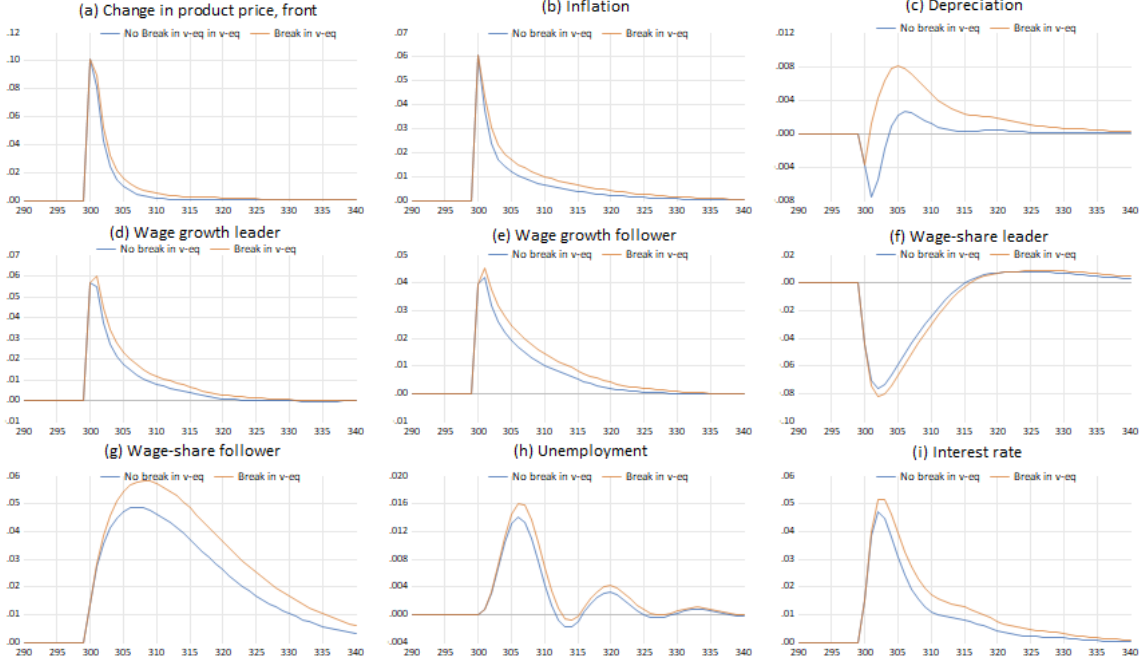 (a) Change in product price, front
No Break in v-eq in v-eq Break in v-eq
.12
.10
.08
.06
.04
.02
.00
290 295 300 305 310 315 320 325 330 335 340
(b) Inflation
No break in v-eq Break in v-eq
.07
.06
.05
.04
.03
.02
.01
.00
290 295 300 305 310 315 320 325 330 335 340
(c) Depreciation
No Break in v-eq Break in v-eq
.012
.008
.004
.000
.004
.008
290 295 300 305 310 315 320 325 330 335 340
(d) Wage growth leader
No break in v-eq Break in v-eq
.07
.06
.05
.04
.03
.02
.01
.00
.01
290 295 300 305 310 315 320 325 330 335 340
(e) Wage growth follower
No Break in v-eq Break in v-eq
.05
.04
.03
.02
.01
.00
.01
290 295 300 305 310 315 320 325 330 335 340
(f) Wage-share leader
No break in v-eq Break in v-eq
.02
.00
.02
.04
.06
.08
.10
290 295 300 305 310 315 320 325 330 335 340
(g) Wage-share follower
No break in v-eq Break in v-eq
.06
.05
.04
.03
.02
.01
.00
290 295 300 305 310 315 320 325 330 335 340
(h) Unemployment
No break in v-eq Break in v-eq
.020
.016
.012
.008
.004
.000
.004
290 295 300 305 310 315 320 325 330 335 340
(i) Interest rate
No break in v-eq Break in v-eq
.06
.05
.04
.03
.02
.01
.00
290 295 300 305 310 315 320 325 330 335 340